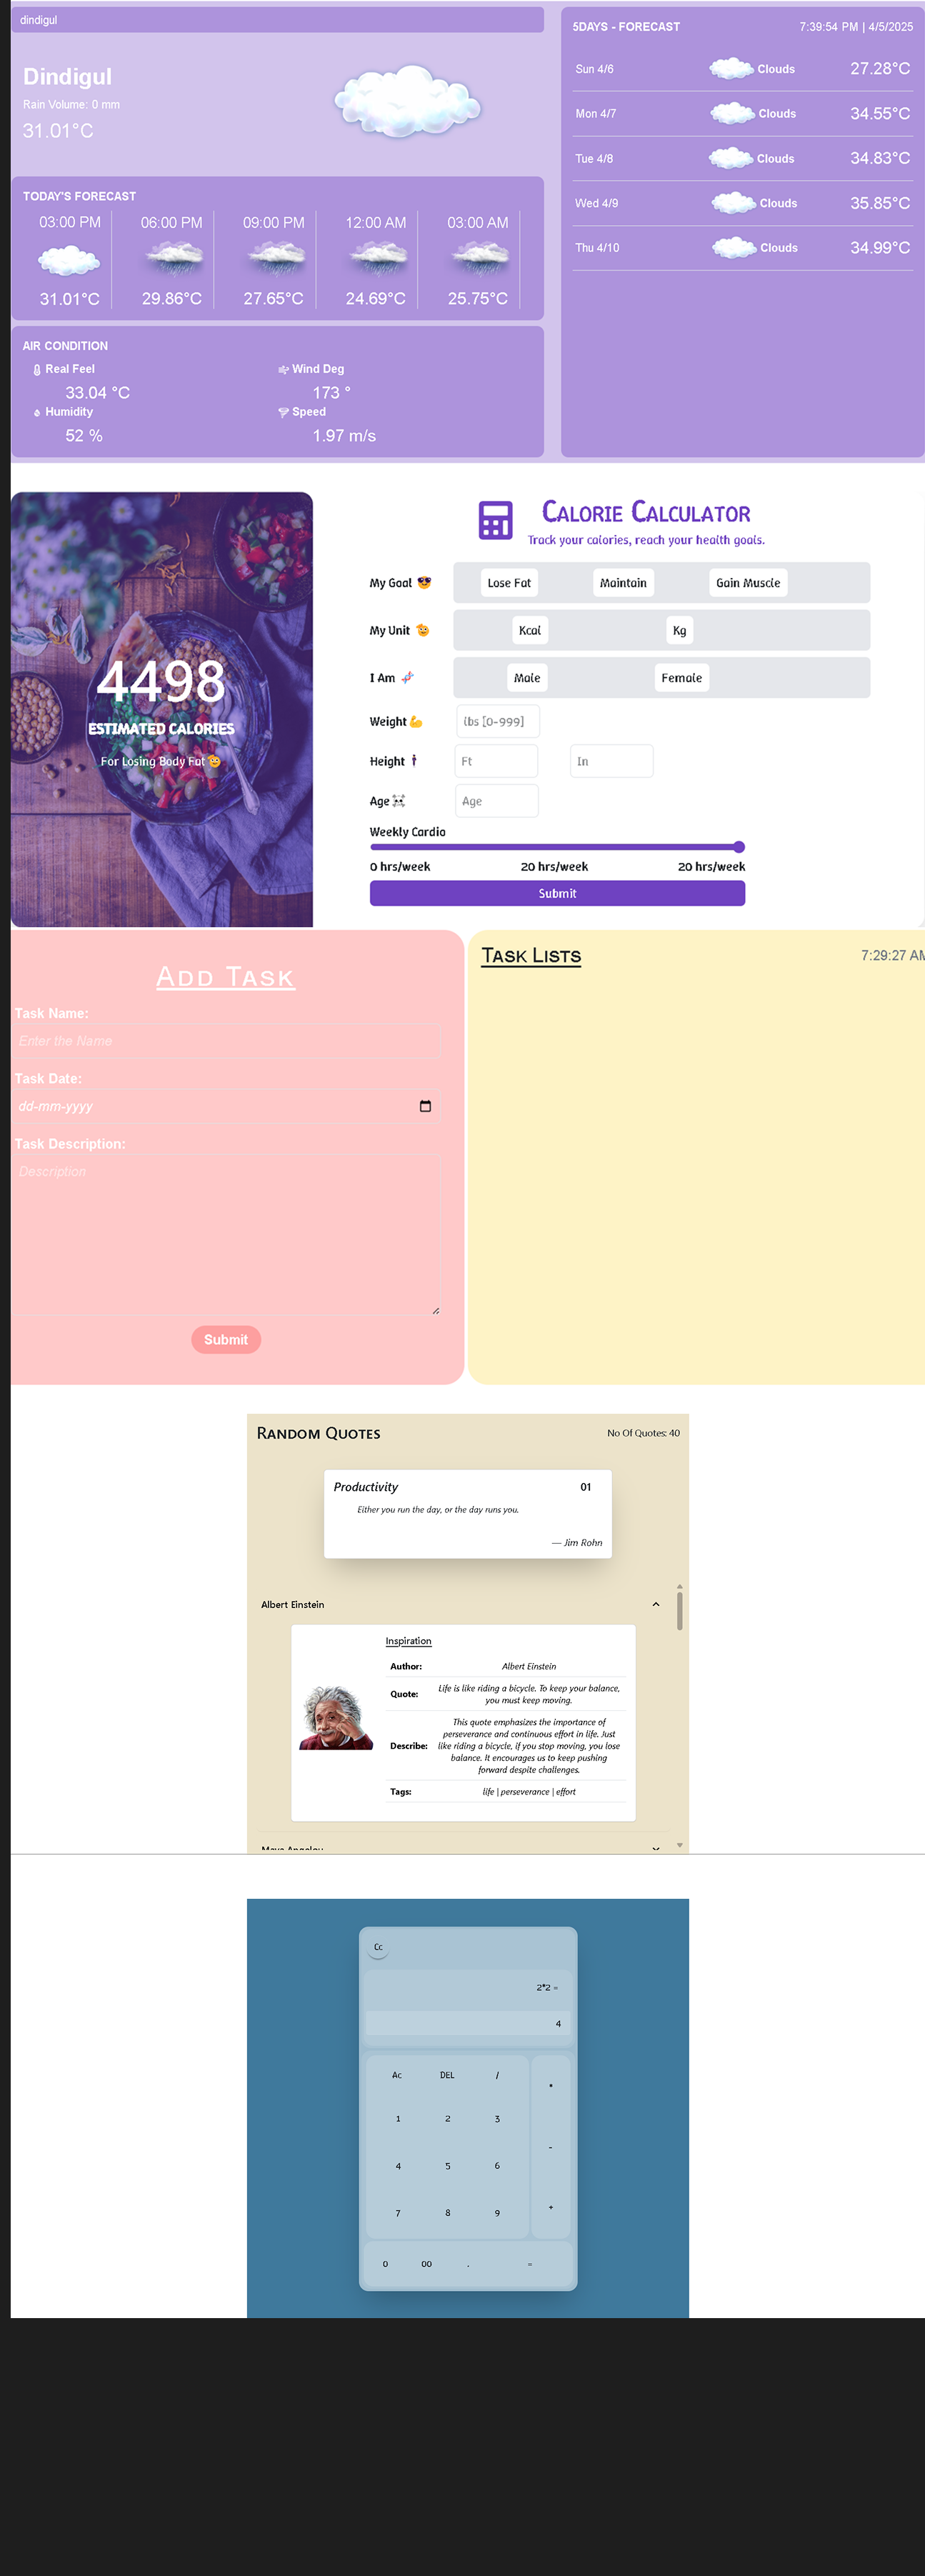 dindigul
Dindigul
Rain Volume: 0 mm
31.01°C
TODAY'S FORECAST
03:00 PM 06:00 PM 09:00 PM 12:00 AM 03:00 AM
31.01°C 29.86°C 27.65°C 24.69°C 25.75°C
AIR CONDITION
Real Feel Wind Deg
33.04 °C 173 °
Humidity Speed
52 % 1.97 m/s
5DAYS - FORECAST 7:39:54 PM | 4/5/2025
Sun 4/6 Clouds 27.28°C
Mon 4/7 Clouds 34.55°C
Tue 4/8 Clouds 34.83°C
Wed 4/9 Clouds 35.85°C
Thu 4/10 Clouds 34.99°C
4498
ESTIMATED CALORIES
For Losing Body Fat
Calorie Calculator
Track your calories, reach your health goals.
My Goal Lose Fat Maintain Gain Muscle
My Unit Kcal Kg
I Am Male Female
Weight lbs [0-999]
Height Ft In
Age Age
Weekly Cardio
0 hrs/week 20 hrs/week 20 hrs/week
Submit
ADD TASK
Task Name:
Enter the Name
Task Date:
dd-mm-yyyy
Task Description:
Description
Submit
TASK LISTS 7:29:27 AM
RANDOM QUOTES No Of Quotes: 40
Productivity 01
Either you run the day, or the day runs you.
— Jim Rohn
Albert Einstein
Inspiration
Author: Albert Einstein
Quote: Life is like riding a bicycle. To keep your balance,
you must keep moving.
This quote emphasizes the importance of
perseverance and continuous effort in life. Just
Describe: like riding a bicycle, if you stop moving, you lose
balance. It encourages us to keep pushing
forward despite challenges.
Tags: life | perseverance | effort
Maya Angelou
Cc
2*2 =
4
Ac DEL / *
1 2 3
4 5 6 -
7 8 9 +
0 00 . =